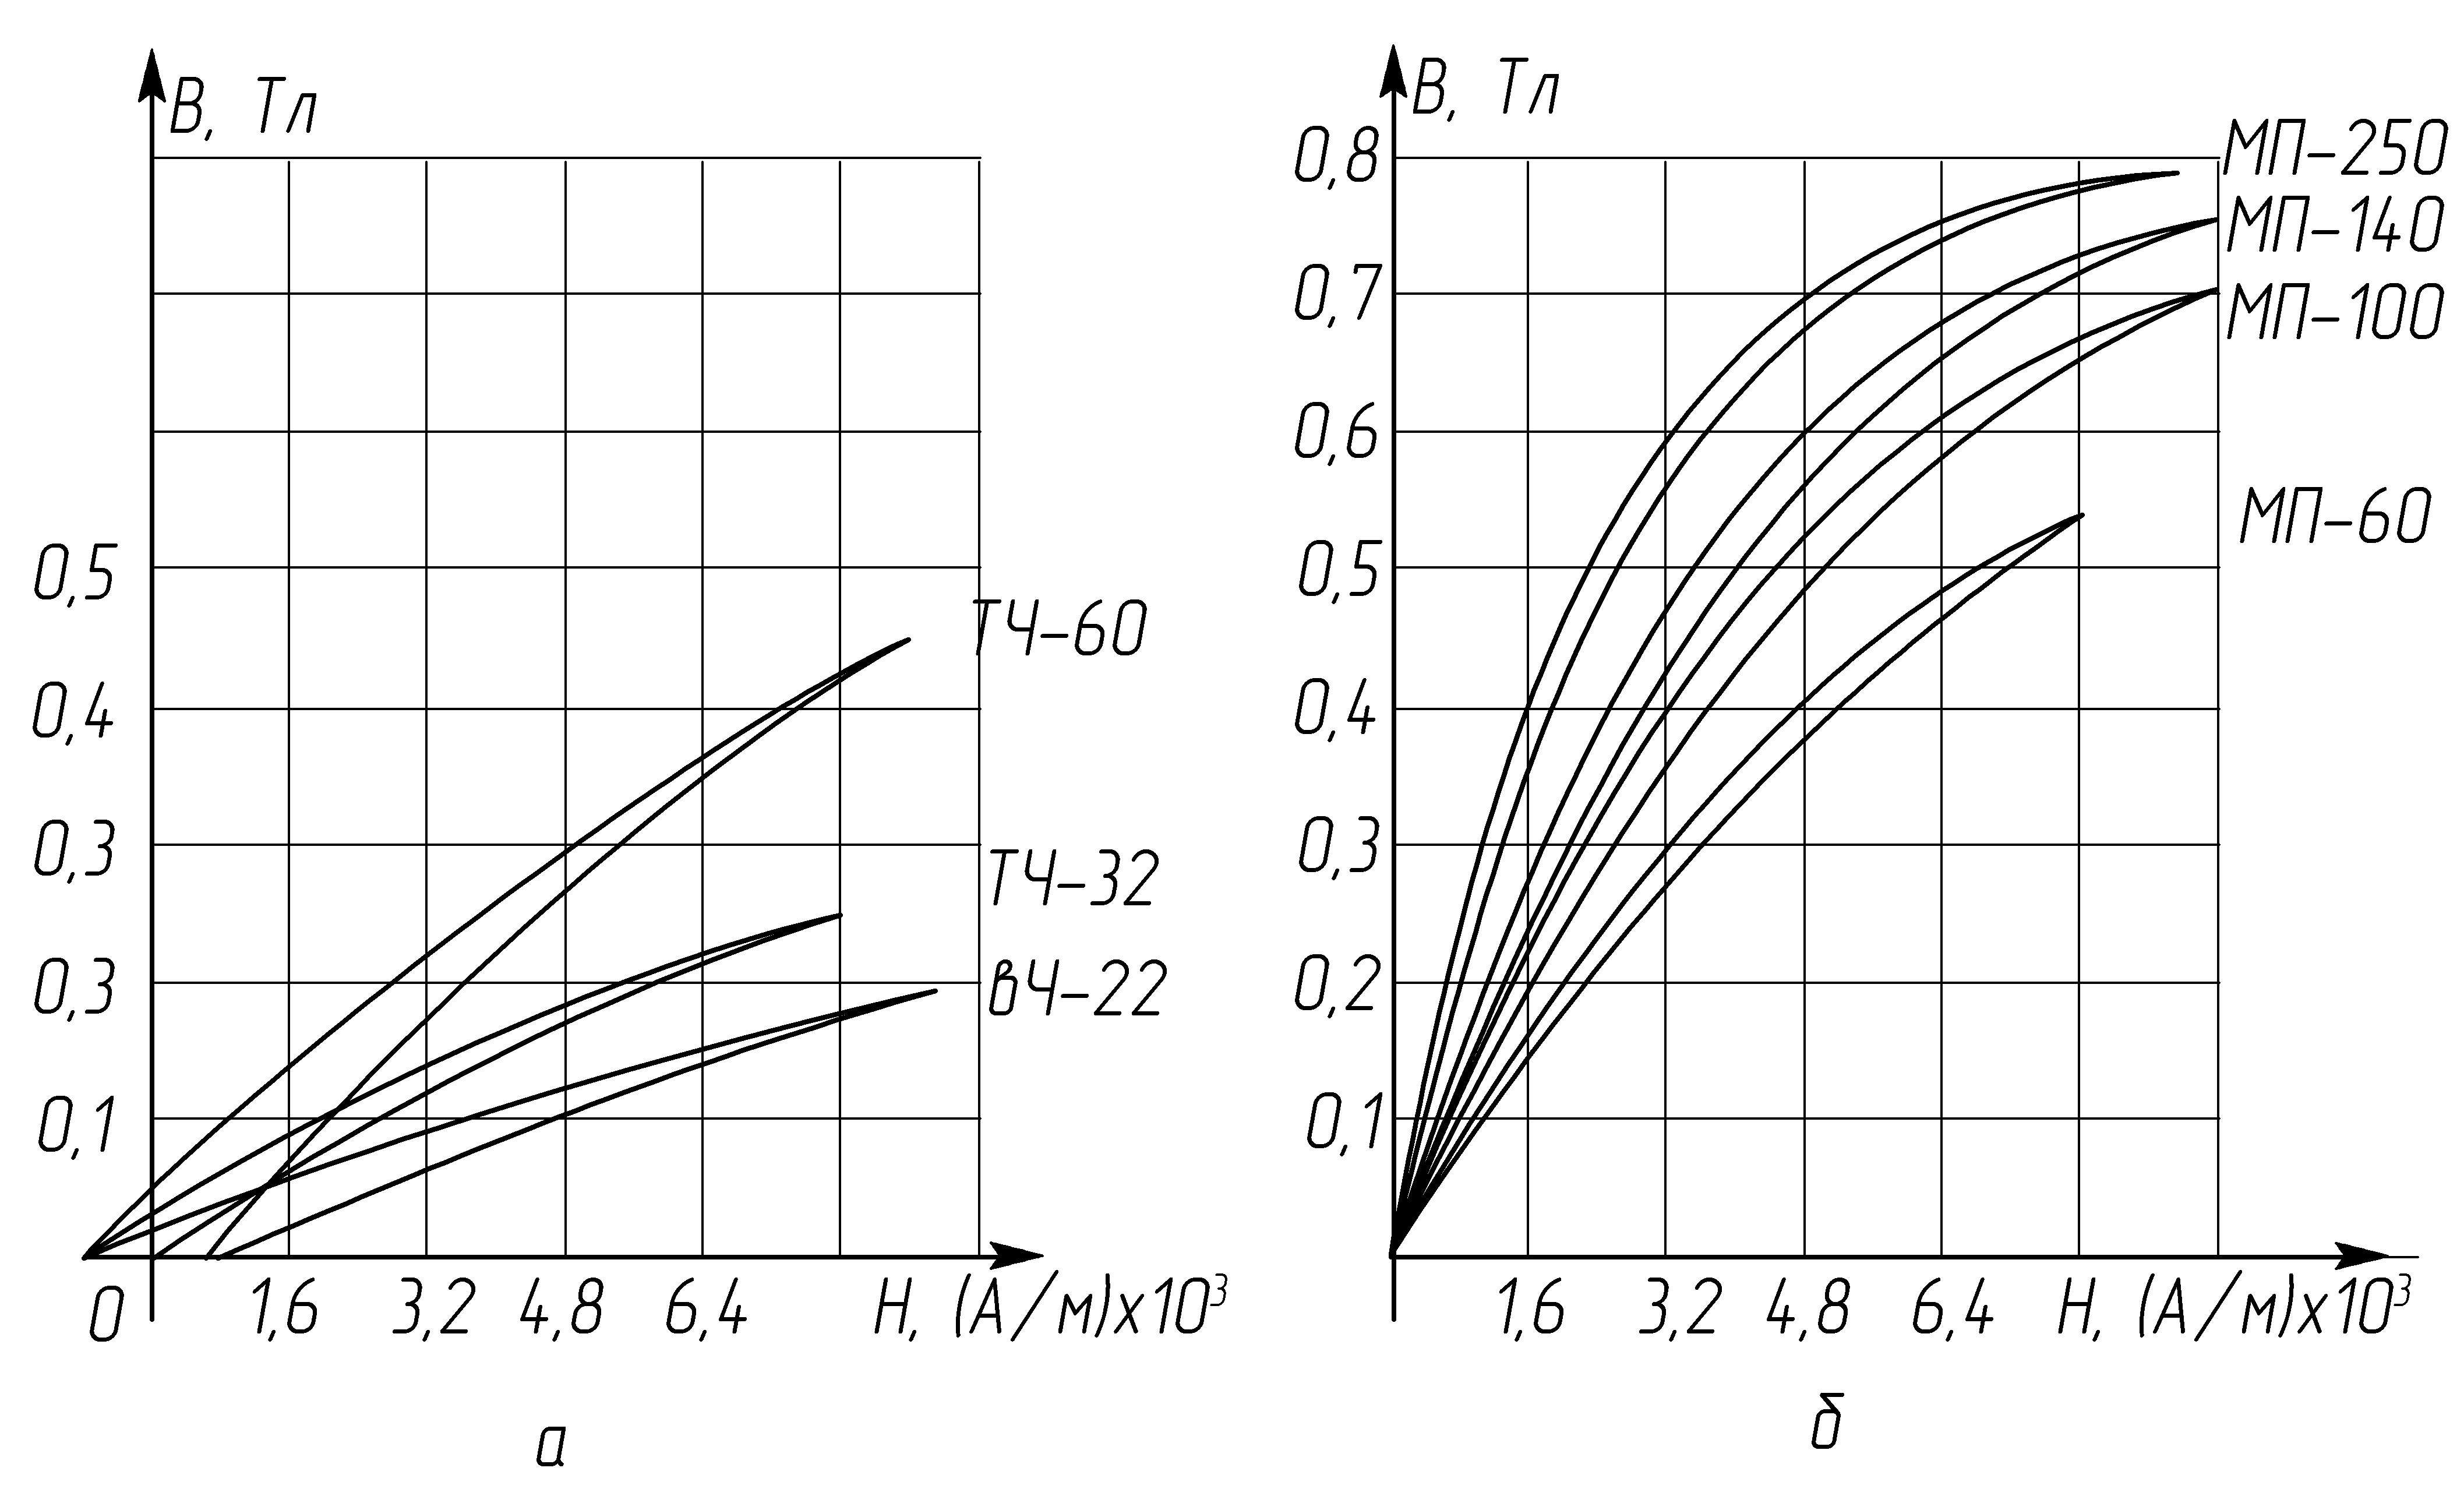 В, Тл
0,5
0,4
0,3
0,3
0,1
0
1,6 3,2 4,8 6,4 Н, (А/м)х10³
ТЧ-60
ТЧ-32
вЧ-22
а
В, Тл
0,8
0,7
0,6
0,5
0,4
0,3
0,2
0,1
1,6 3,2 4,8 6,4 Н, (А/м)х10³
МП-250
МП-140
МП-100
МП-60
б